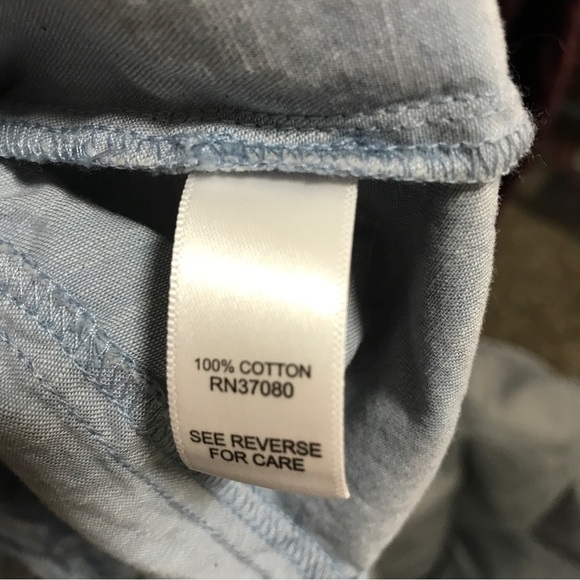 100% COTTON
RN37080
SEE REVERSE
FOR CARE